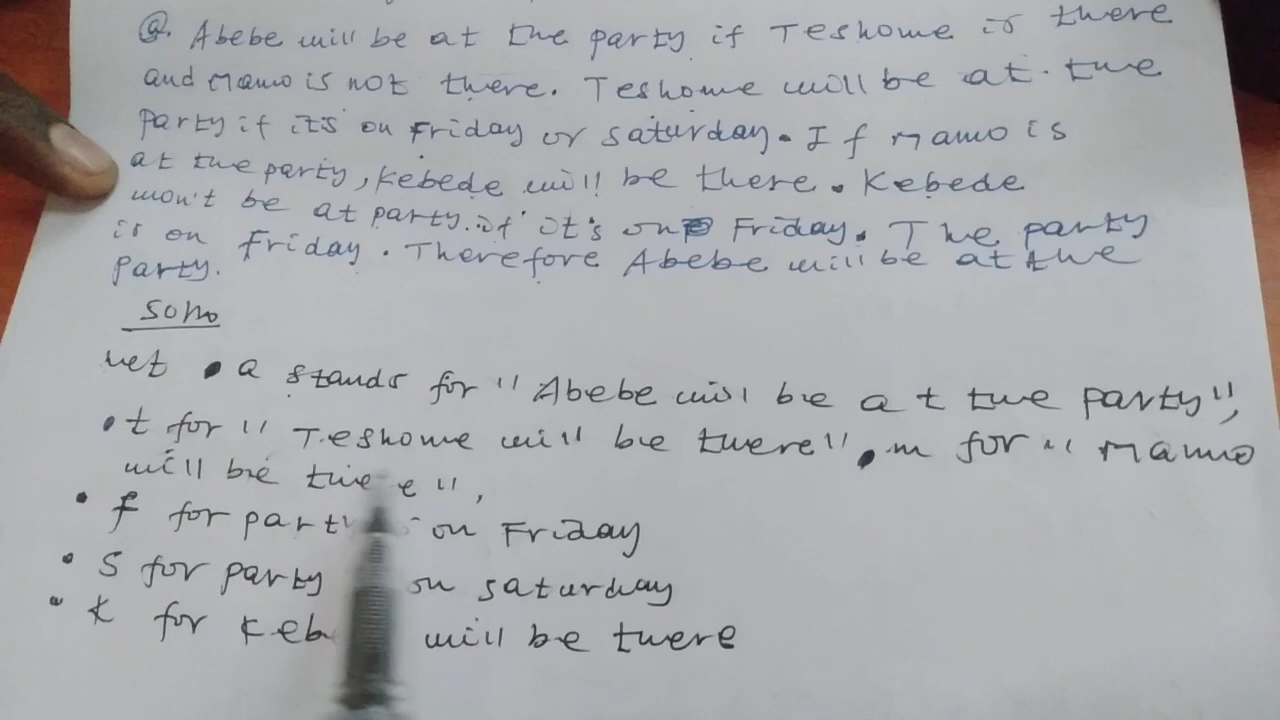 Q. Abebe will be at the party if Teshome is there
and Mamo is not there. Teshome will be at the
party if it's on Friday or saturday. If Mamo is
at the party, Kebede will be there. Kebede
won't be at party if it's on Friday. The party
is on Friday. Therefore Abebe will be at the
party.
Soln
Let • a stands for "Abebe will be at the party",
• t for "Teshome will be there", • m for "Mamo
will be there",
• f for party on Friday
• S for party on saturday
• k for will be there